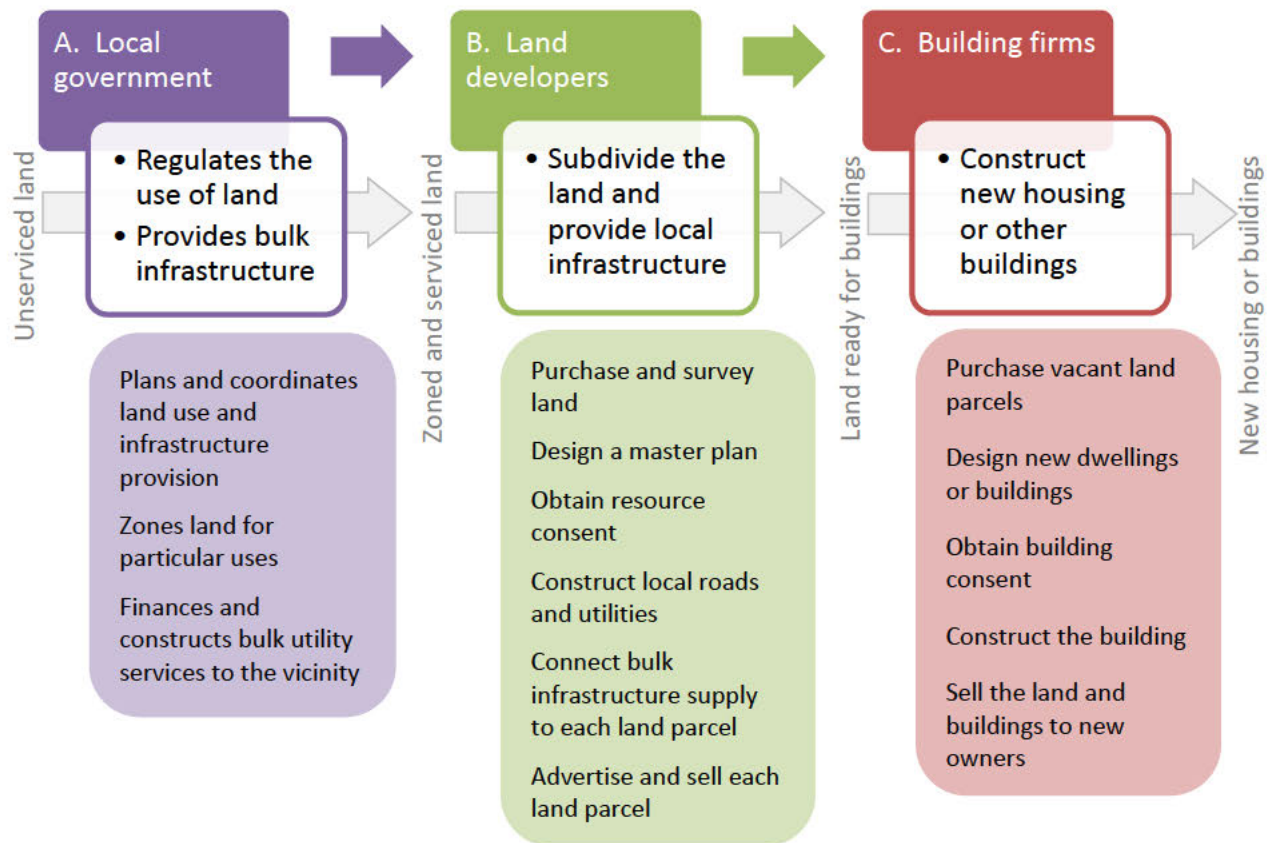 A. Local
government
B. Land
developers
C. Building firms
Unserviced land
• Regulates the
use of land
• Provides bulk
infrastructure
Zoned and serviced land
• Subdivide the
land and
provide local
infrastructure
Land ready for buildings
• Construct
new housing
or other
buildings
New housing or buildings
Plans and coordinates
land use and
infrastructure
provision
Zones land for
particular uses
Finances and
constructs bulk utility
services to the vicinity
Purchase and survey
land
Design a master plan
Obtain resource
consent
Construct local roads
and utilities
Connect bulk
infrastructure supply
to each land parcel
Advertise and sell each
land parcel
Purchase vacant land
parcels
Design new dwellings
or buildings
Obtain building
consent
Construct the building
Sell the land and
buildings to new
owners